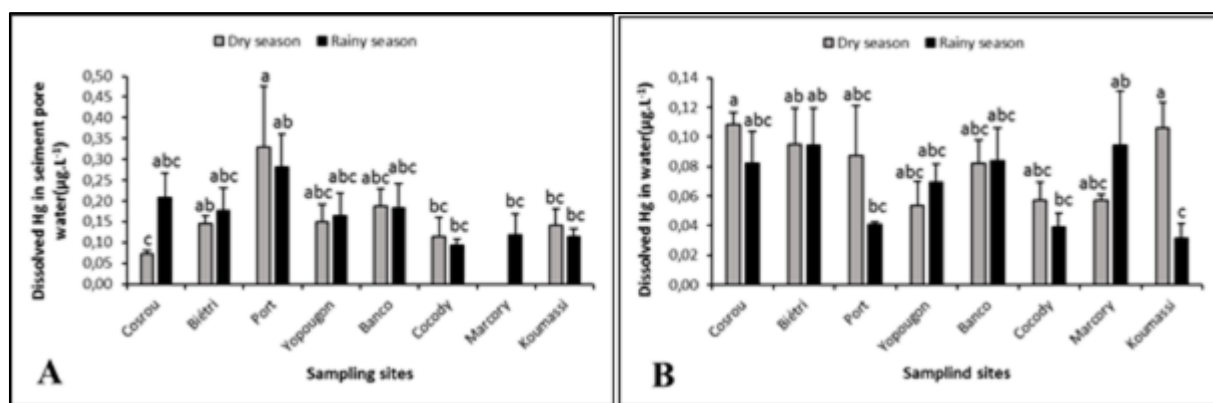 Dry season Rainy season
Dissolved Hg in seiment pore
water(µg.L⁻¹)
0,50
0,45
0,40
0,35
0,30
0,25
0,20
0,15
0,10
0,05
0,00
c abc
ab abc
a ab
abc abc
abc abc
bc bc
bc
bc bc
Cosrou Biétri Port Yopougon Banco Cocody Marcory Koumassi
A
Sampling sites
Dry season Rainy season
Dissolved Hg in water(µg.L⁻¹)
0,14
0,12
0,10
0,08
0,06
0,04
0,02
0,00
a abc
ab ab
abc bc
abc abc
abc abc
abc bc
abc ab
a c
Cosrou Biétri Port Yopougon Banco Cocody Marcory Koumassi
B
Samplind sites